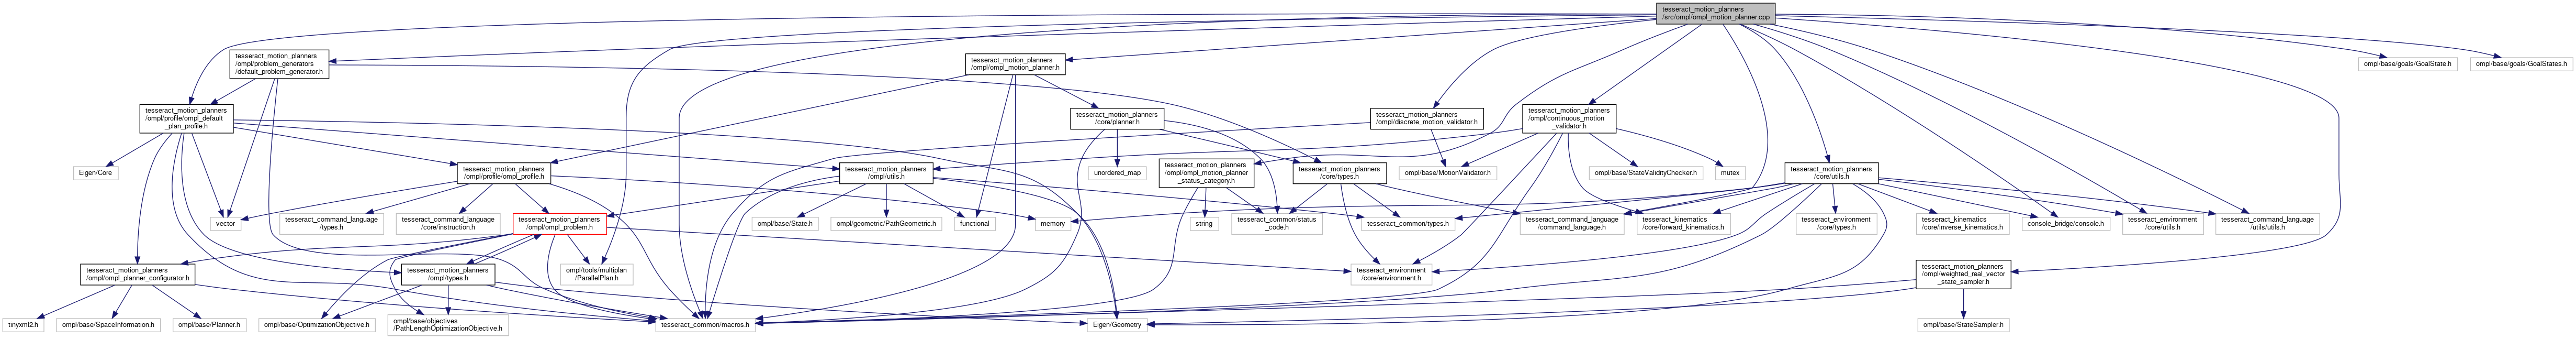 tesseract_motion_planners
/src/ompl/ompl_motion_planner.cpp
tesseract_motion_planners
/ompl/problem_generators
/default_problem_generator.h
tesseract_motion_planners
/ompl/ompl_motion_planner.h
ompl/base/goals/GoalState.h
ompl/base/goals/GoalStates.h
tesseract_motion_planners
/ompl/profile/ompl_default
_plan_profile.h
tesseract_motion_planners
/core/planner.h
tesseract_motion_planners
/ompl/discrete_motion_validator.h
tesseract_motion_planners
/ompl/continuous_motion
_validator.h
Eigen/Core
tesseract_motion_planners
/ompl/profile/ompl_profile.h
tesseract_motion_planners
/ompl/utils.h
unordered_map
tesseract_motion_planners
/ompl/ompl_motion_planner
_status_category.h
tesseract_motion_planners
/core/types.h
ompl/base/MotionValidator.h
ompl/base/StateValidityChecker.h
mutex
tesseract_motion_planners
/core/utils.h
vector
tesseract_command_language
/types.h
tesseract_command_language
/core/instruction.h
tesseract_motion_planners
/ompl/ompl_problem.h
ompl/base/State.h
ompl/geometric/PathGeometric.h
functional
memory
string
tesseract_common/status
_code.h
tesseract_common/types.h
tesseract_command_language
/command_language.h
tesseract_kinematics
/core/forward_kinematics.h
tesseract_environment
/core/types.h
tesseract_kinematics
/core/inverse_kinematics.h
console_bridge/console.h
tesseract_environment
/core/utils.h
tesseract_command_language
/utils/utils.h
tesseract_motion_planners
/ompl/ompl_planner_configurator.h
tesseract_motion_planners
/ompl/types.h
ompl/tools/multiplan
/ParallelPlan.h
tesseract_environment
/core/environment.h
tesseract_motion_planners
/ompl/weighted_real_vector
_state_sampler.h
tinyxml2.h
ompl/base/SpaceInformation.h
ompl/base/Planner.h
ompl/base/OptimizationObjective.h
ompl/base/objectives
/PathLengthOptimizationObjective.h
tesseract_common/macros.h
Eigen/Geometry
ompl/base/StateSampler.h